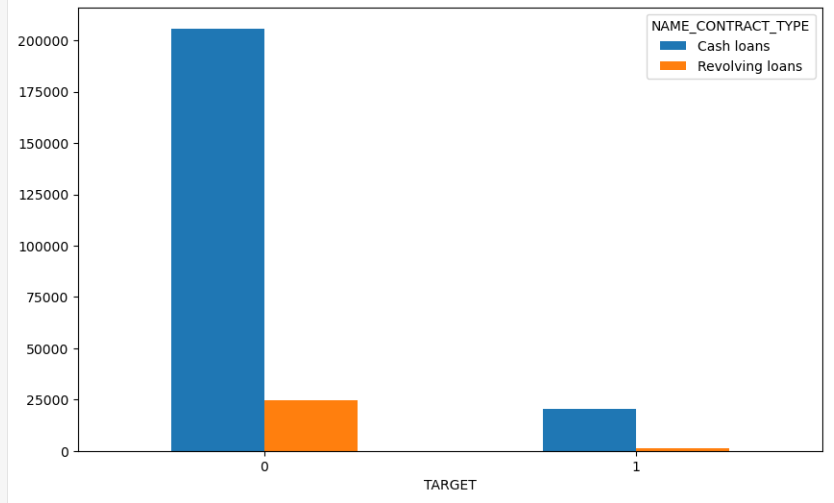 NAME_CONTRACT_TYPE
Cash loans
Revolving loans
200000
175000
150000
125000
100000
75000
50000
25000
0
0 1
TARGET